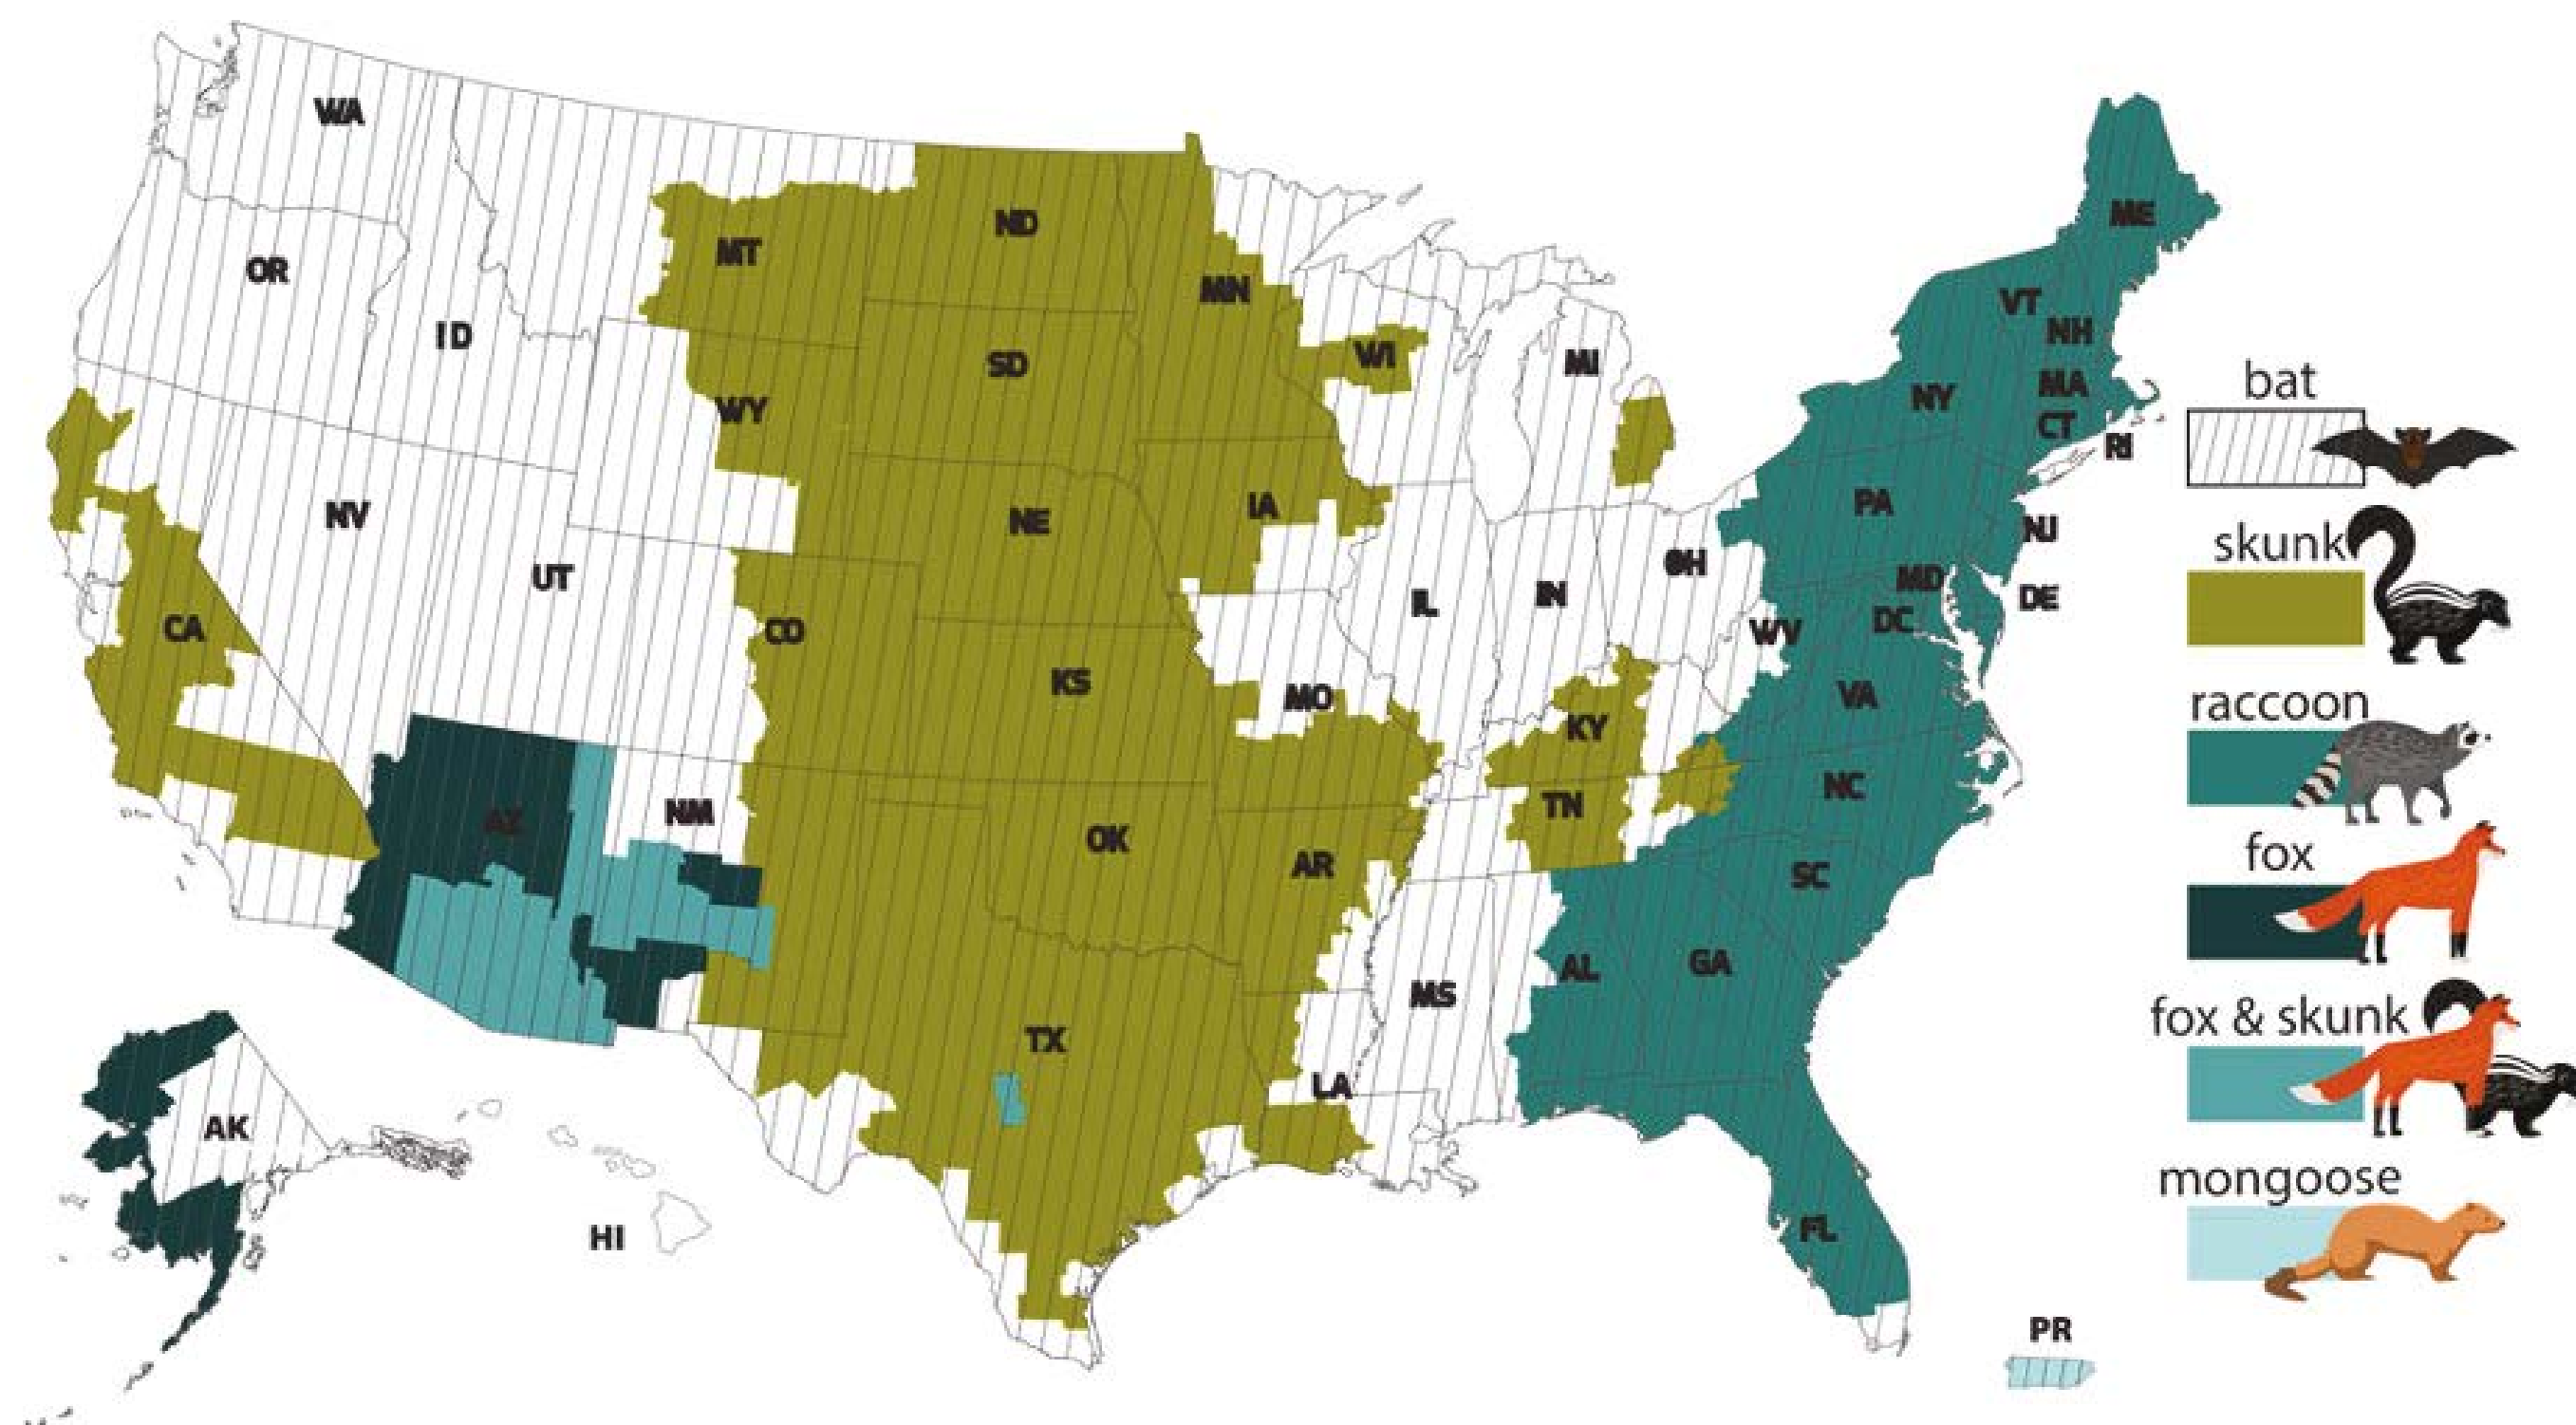 WA
OR
ID
MT
ND
MN
WI
MI
ME
VT
NH
NY
MA
CT
RI
SD
WY
NV
UT
CA
CO
NE
IA
IL
IN
OH
PA
NJ
MD
DE
DC
WV
VA
KS
MO
KY
TN
NC
AZ
NM
OK
AR
SC
MS
AL
GA
TX
LA
FL
AK
HI
PR
bat
skunk
raccoon
fox
fox & skunk
mongoose